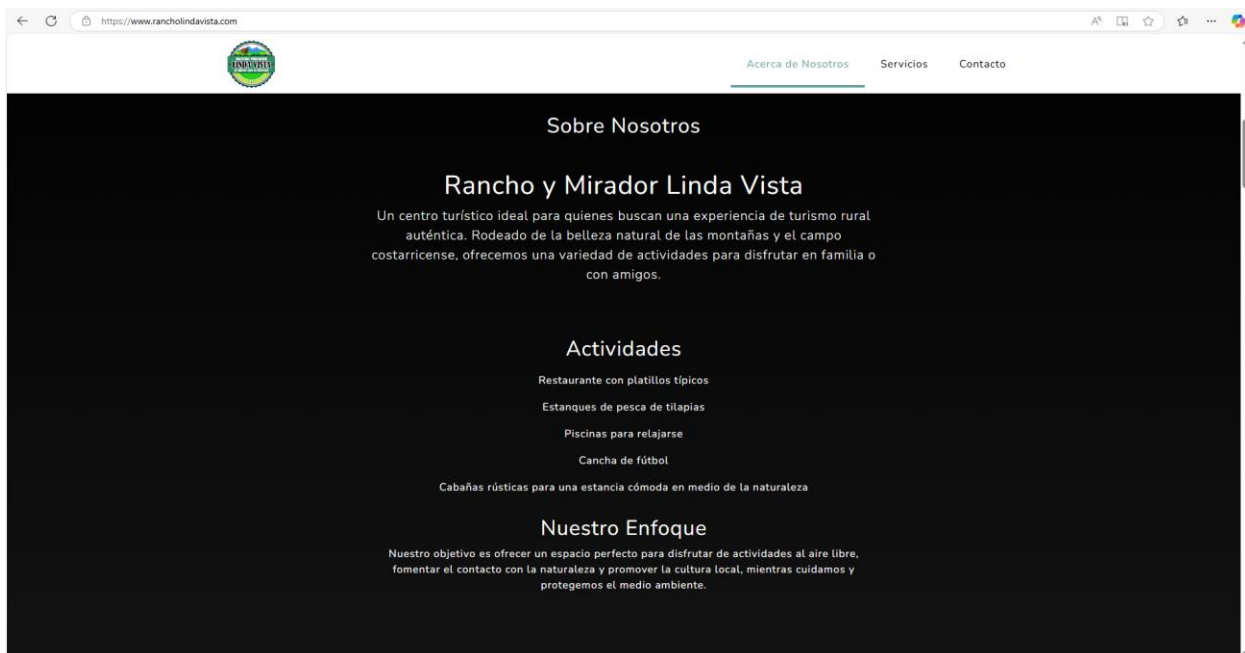 https://www.rancholindavista.com
LINDA VISTA
Acerca de Nosotros
Servicios
Contacto
Sobre Nosotros
Rancho y Mirador Linda Vista
Un centro turístico ideal para quienes buscan una experiencia de turismo rural
auténtica. Rodeado de la belleza natural de las montañas y el campo
costarricense, ofrecemos una variedad de actividades para disfrutar en familia o
con amigos.
Actividades
Restaurante con platillos típicos
Estanques de pesca de tilapias
Piscinas para relajarse
Cancha de fútbol
Cabañas rústicas para una estancia cómoda en medio de la naturaleza
Nuestro Enfoque
Nuestro objetivo es ofrecer un espacio perfecto para disfrutar de actividades al aire libre,
fomentar el contacto con la naturaleza y promover la cultura local, mientras cuidamos y
protegemos el medio ambiente.